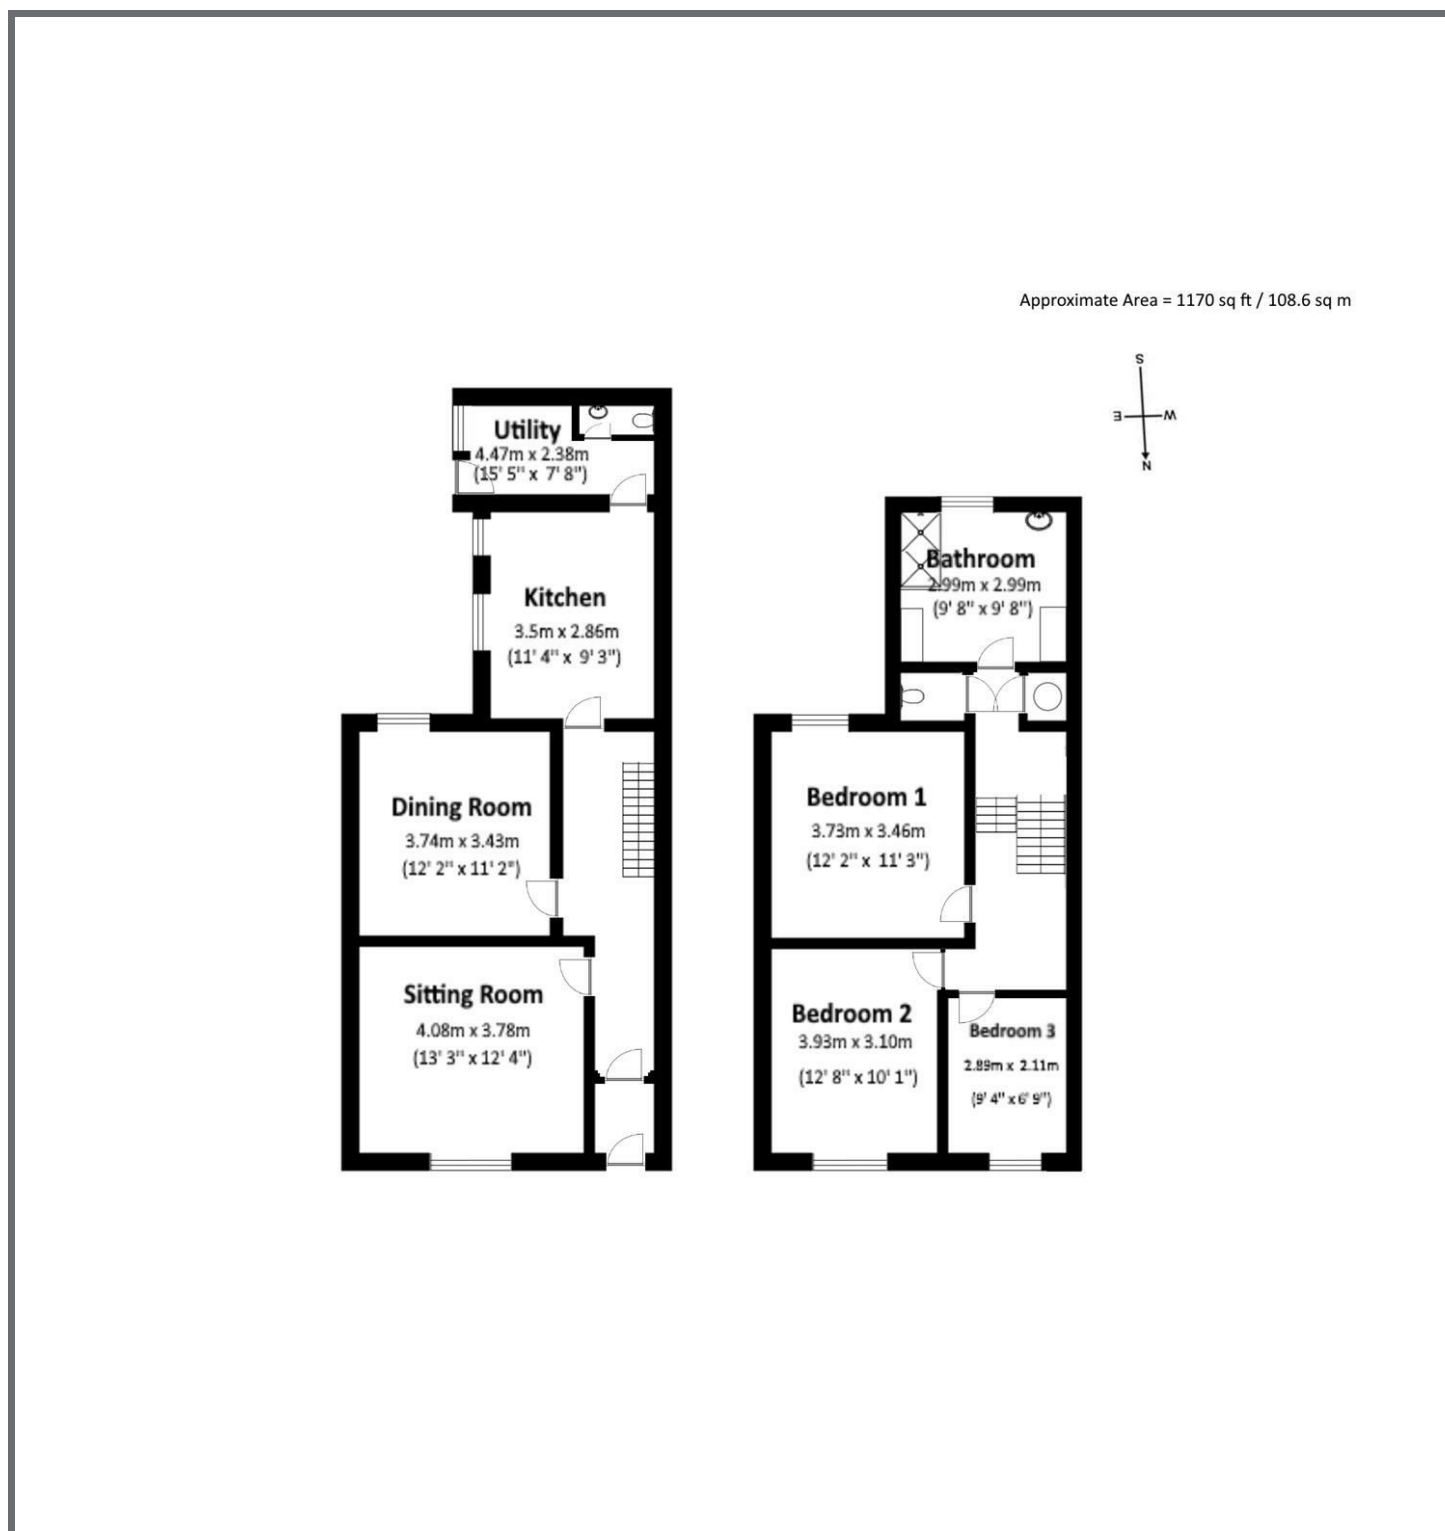 Approximate Area = 1170 sq ft / 108.6 sq m
S
E
W
N
Utility
4.47m x 2.38m
(15' 5" x 7' 8")
Kitchen
3.5m x 2.86m
(11' 4" x 9' 3")
Dining Room
3.74m x 3.43m
(12' 2" x 11' 2")
Sitting Room
4.08m x 3.78m
(13' 3" x 12' 4")
Bathroom
2.99m x 2.99m
(9' 8" x 9' 8")
Bedroom 1
3.73m x 3.46m
(12' 2" x 11' 3")
Bedroom 2
3.93m x 3.10m
(12' 8" x 10' 1")
Bedroom 3
2.89m x 2.11m
(9' 4" x 6' 9")